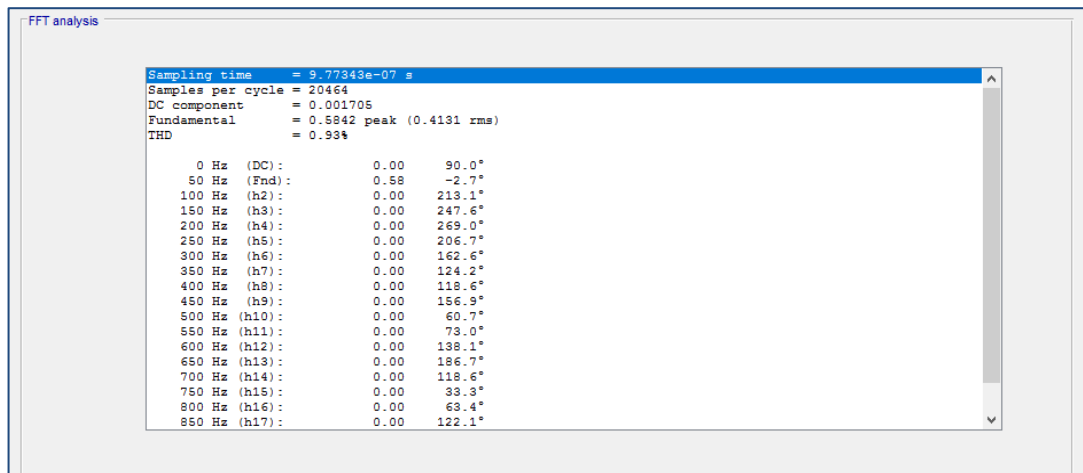 FFT analysis
Sampling time     = 9.77343e-07 s
Samples per cycle = 20464
DC component      = 0.001705
Fundamental       = 0.5842 peak (0.4131 rms)
THD               = 0.93%
0 Hz  (DC):           0.00     90.0°
50 Hz  (Fnd):          0.58     -2.7°
100 Hz  (h2):           0.00    213.1°
150 Hz  (h3):           0.00    247.6°
200 Hz  (h4):           0.00    269.0°
250 Hz  (h5):           0.00    206.7°
300 Hz  (h6):           0.00    162.6°
350 Hz  (h7):           0.00    124.2°
400 Hz  (h8):           0.00    118.6°
450 Hz  (h9):           0.00    156.9°
500 Hz (h10):           0.00     60.7°
550 Hz (h11):           0.00     73.0°
600 Hz (h12):           0.00    138.1°
650 Hz (h13):           0.00    186.7°
700 Hz (h14):           0.00    118.6°
750 Hz (h15):           0.00     33.3°
800 Hz (h16):           0.00     63.4°
850 Hz (h17):           0.00    122.1°